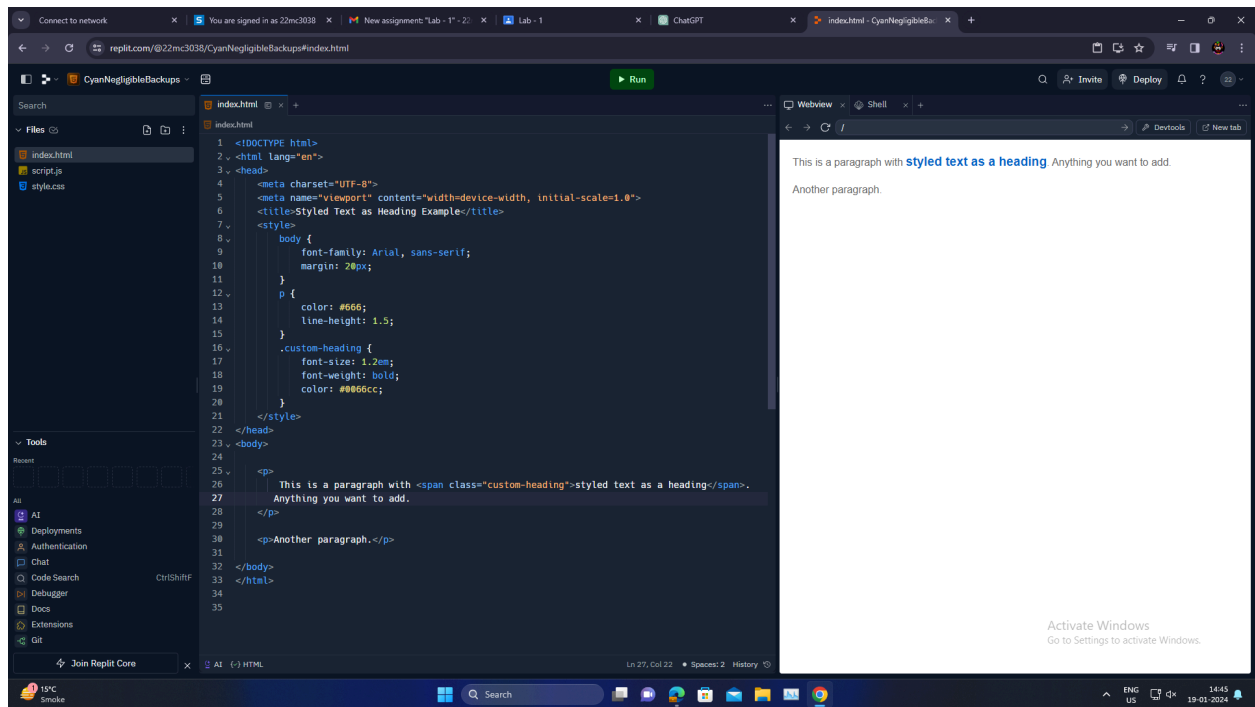 Connect to network
You are signed in as 22mc3038
New assignment: "Lab - 1" - 22
Lab - 1
ChatGPT
index.html - CyanNegligibleBac
replit.com/@22mc3038/CyanNegligibleBackups#index.html
CyanNegligibleBackups
Run
Invite
Deploy
?
22
Search
index.html
Webview
Shell
Files
index.html
/
Devtools
New tab
index.html
script.js
style.css
1 <!DOCTYPE html>
2 <html lang="en">
3 <head>
4 <meta charset="UTF-8">
5 <meta name="viewport" content="width=device-width, initial-scale=1.0">
6 <title>Styled Text as Heading Example</title>
7 <style>
8 body {
9 font-family: Arial, sans-serif;
10 margin: 20px;
11 }
12 p {
13 color: #666;
14 line-height: 1.5;
15 }
16 .custom-heading {
17 font-size: 1.2em;
18 font-weight: bold;
19 color: #0066cc;
20 }
21 </style>
22 </head>
23 <body>
24
25 <p>
26 This is a paragraph with <span class="custom-heading">styled text as a heading</span>.
27 Anything you want to add.
28 </p>
29
30 <p>Another paragraph.</p>
31
32 </body>
33 </html>
34
35
This is a paragraph with styled text as a heading. Anything you want to add.
Another paragraph.
Tools
Recent
All
AI
Deployments
Authentication
Chat
Code Search CtrlShiftF
Debugger
Docs
Extensions
Git
Join Replit Core
AI
HTML
Ln 27, Col 22
Spaces: 2
History
Activate Windows
Go to Settings to activate Windows.
1
15°C
Smoke
Search
ENG
US
14:45
19-01-2024